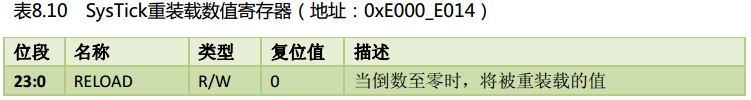 表8.10 SysTick重装载数值寄存器（地址：0xE000_E014）
位段 名称 类型 复位值 描述
23:0 RELOAD R/W 0 当倒数至零时，将被重装载的值